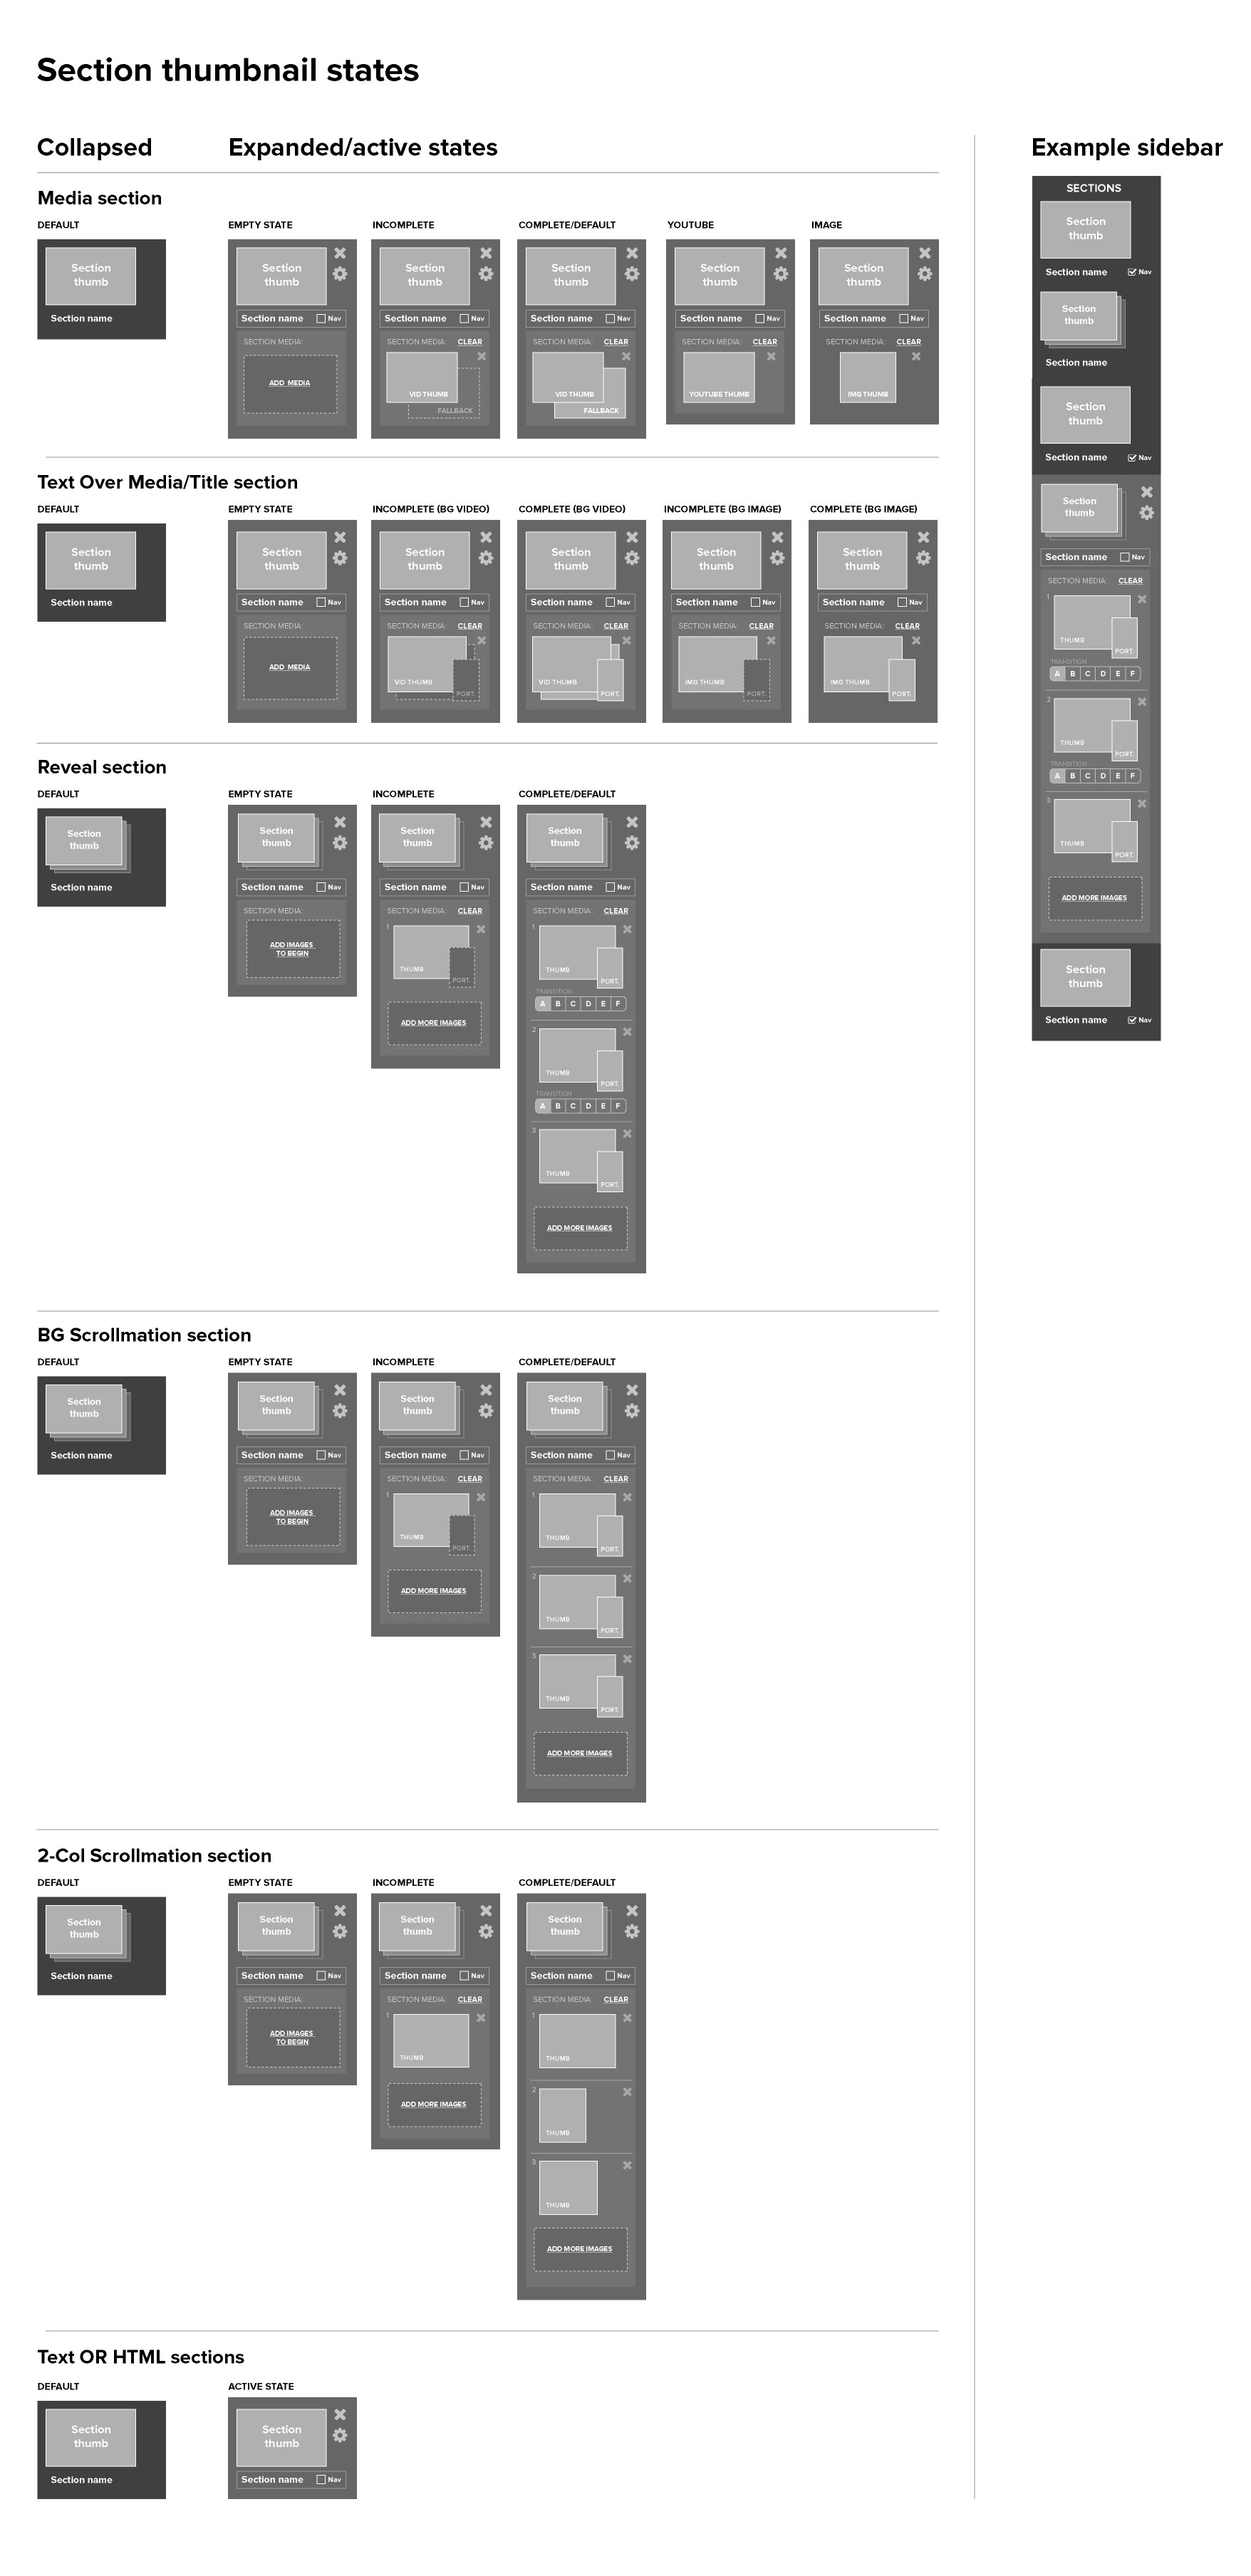 Section thumbnail states
Collapsed
Expanded/active states
Example sidebar
Media section
DEFAULT
Section
thumb
Section name
EMPTY STATE
Section
thumb
Section name Nav
SECTION MEDIA:
ADD MEDIA
INCOMPLETE
Section
thumb
Section name Nav
SECTION MEDIA: CLEAR
VID THUMB
FALLBACK
COMPLETE/DEFAULT
Section
thumb
Section name Nav
SECTION MEDIA: CLEAR
VID THUMB
FALLBACK
YOUTUBE
Section
thumb
Section name Nav
SECTION MEDIA: CLEAR
YOUTUBE THUMB
IMAGE
Section
thumb
Section name Nav
SECTION MEDIA: CLEAR
IMG THUMB
Text Over Media/Title section
DEFAULT
Section
thumb
Section name
EMPTY STATE
Section
thumb
Section name Nav
SECTION MEDIA:
ADD MEDIA
INCOMPLETE (BG VIDEO)
Section
thumb
Section name Nav
SECTION MEDIA: CLEAR
VID THUMB
PORT.
COMPLETE (BG VIDEO)
Section
thumb
Section name Nav
SECTION MEDIA: CLEAR
VID THUMB
PORT.
INCOMPLETE (BG IMAGE)
Section
thumb
Section name Nav
SECTION MEDIA: CLEAR
IMG THUMB
PORT.
COMPLETE (BG IMAGE)
Section
thumb
Section name Nav
SECTION MEDIA: CLEAR
IMG THUMB
PORT.
Reveal section
DEFAULT
Section
thumb
Section name
EMPTY STATE
Section
thumb
Section name Nav
SECTION MEDIA:
ADD IMAGES
TO BEGIN
INCOMPLETE
Section
thumb
Section name Nav
SECTION MEDIA: CLEAR
1
THUMB
PORT.
ADD MORE IMAGES
COMPLETE/DEFAULT
Section
thumb
Section name Nav
SECTION MEDIA: CLEAR
1
THUMB
PORT.
TRANSITION
A B C D E F
2
THUMB
PORT.
TRANSITION
A B C D E F
3
THUMB
PORT.
ADD MORE IMAGES
BG Scrollmation section
DEFAULT
Section
thumb
Section name
EMPTY STATE
Section
thumb
Section name Nav
SECTION MEDIA:
ADD IMAGES
TO BEGIN
INCOMPLETE
Section
thumb
Section name Nav
SECTION MEDIA: CLEAR
1
THUMB
PORT.
ADD MORE IMAGES
COMPLETE/DEFAULT
Section
thumb
Section name Nav
SECTION MEDIA: CLEAR
1
THUMB
PORT.
2
THUMB
PORT.
3
THUMB
PORT.
ADD MORE IMAGES
2-Col Scrollmation section
DEFAULT
Section
thumb
Section name
EMPTY STATE
Section
thumb
Section name Nav
SECTION MEDIA:
ADD IMAGES
TO BEGIN
INCOMPLETE
Section
thumb
Section name Nav
SECTION MEDIA: CLEAR
1
THUMB
ADD MORE IMAGES
COMPLETE/DEFAULT
Section
thumb
Section name Nav
SECTION MEDIA: CLEAR
1
THUMB
2
THUMB
3
THUMB
ADD MORE IMAGES
Text OR HTML sections
DEFAULT
Section
thumb
Section name
ACTIVE STATE
Section
thumb
Section name Nav
SECTIONS
Section
thumb
Section name Nav
Section
thumb
Section name
Section
thumb
Section name Nav
Section
thumb
Section name Nav
SECTION MEDIA: CLEAR
1
THUMB
PORT.
TRANSITION
A B C D E F
2
THUMB
PORT.
TRANSITION
A B C D E F
3
THUMB
PORT.
ADD MORE IMAGES
Section
thumb
Section name Nav